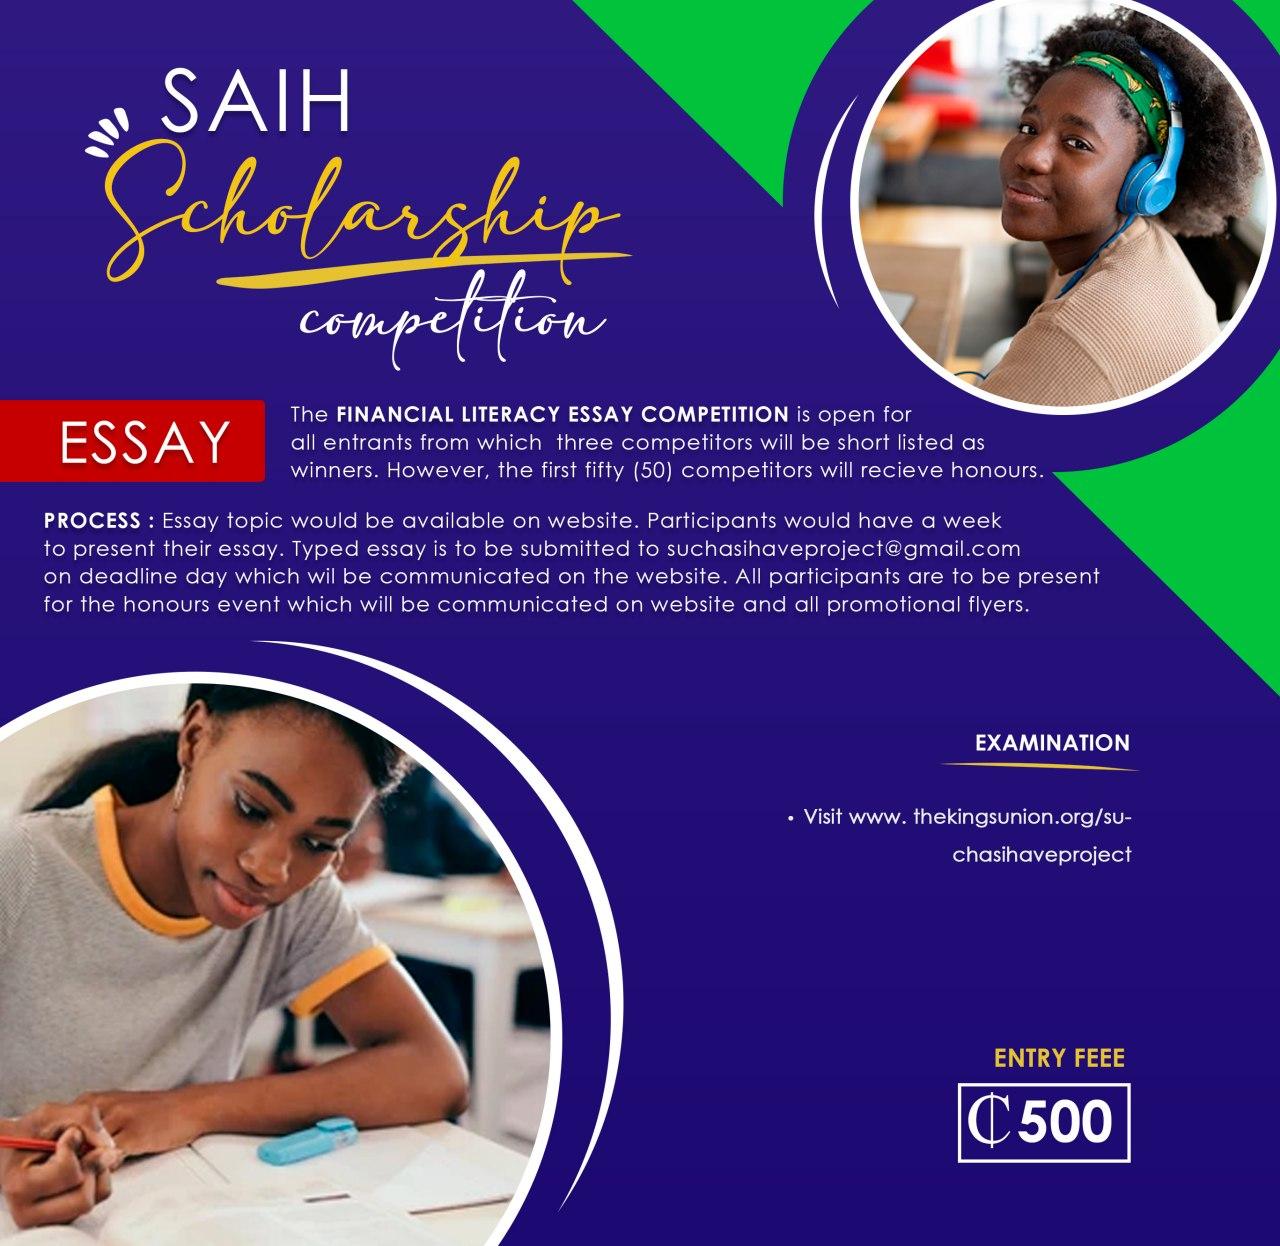 SAIH
Scholarship
competition
ESSAY
The FINANCIAL LITERACY ESSAY COMPETITION is open for
all entrants from which three competitors will be short listed as
winners. However, the first fifty (50) competitors will recieve honours.
PROCESS : Essay topic would be available on website. Participants would have a week
to present their essay. Typed essay is to be submitted to suchasihaveproject@gmail.com
on deadline day which wil be communicated on the website. All participants are to be present
for the honours event which will be communicated on website and all promotional flyers.
EXAMINATION
• Visit www. thekingsunion.org/su-
chasihaveproject
ENTRY FEEE
₵500